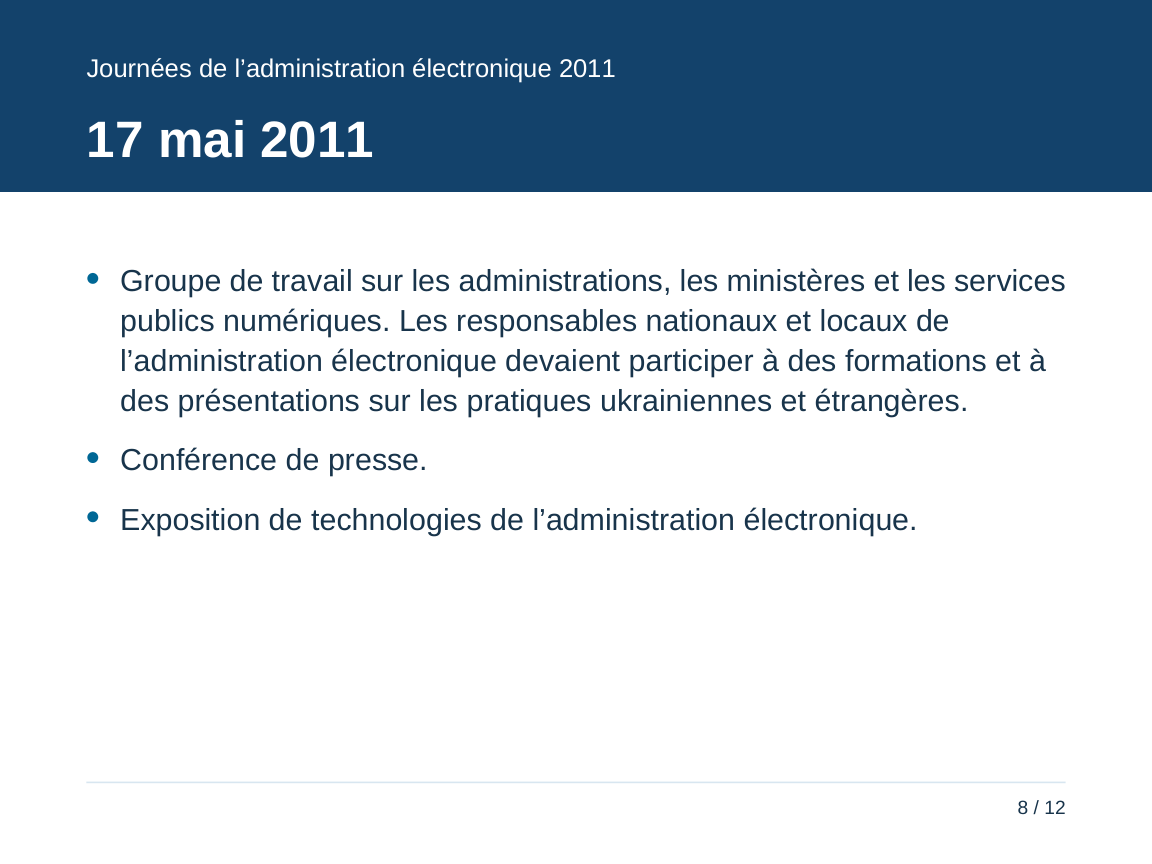 Journées de l’administration électronique 2011
17 mai 2011
• Groupe de travail sur les administrations, les ministères et les services
publics numériques. Les responsables nationaux et locaux de
l’administration électronique devaient participer à des formations et à
des présentations sur les pratiques ukrainiennes et étrangères.
• Conférence de presse.
• Exposition de technologies de l’administration électronique.
8 / 12